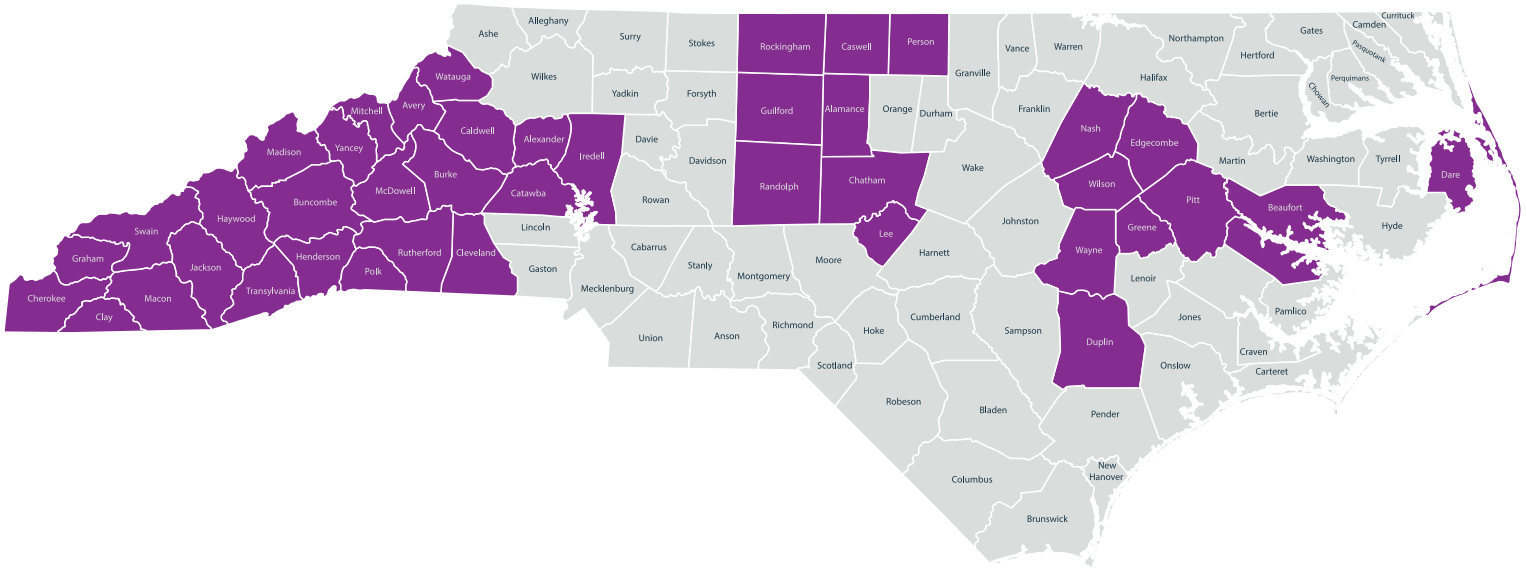 Currituck
Alleghany
Camden
Gates
Ashe
Surry
Stokes
Rockingham
Caswell
Person
Northampton
Vance
Warren
Hertford
Pasquotank
Granville
Watauga
Wilkes
Halifax
Perquimans
Yadkin
Forsyth
Chowan
Avery
Mitchell
Franklin
Guilford
Alamance
Orange
Durham
Bertie
Caldwell
Alexander
Davie
Nash
Yancey
Iredell
Edgecombe
Madison
Davidson
Martin
Washington
Tyrrell
Wake
Burke
Dare
McDowell
Catawba
Randolph
Chatham
Wilson
Buncombe
Rowan
Pitt
Beaufort
Haywood
Johnston
Swain
Lincoln
Greene
Hyde
Lee
Cabarrus
Wayne
Rutherford
Cleveland
Harnett
Graham
Henderson
Moore
Jackson
Stanly
Polk
Gaston
Montgomery
Lenoir
Mecklenburg
Transylvania
Cherokee
Macon
Pamlico
Clay
Cumberland
Jones
Richmond
Hoke
Sampson
Union
Anson
Duplin
Craven
Scotland
Onslow
Carteret
Robeson
Bladen
Pender
New
Hanover
Columbus
Brunswick